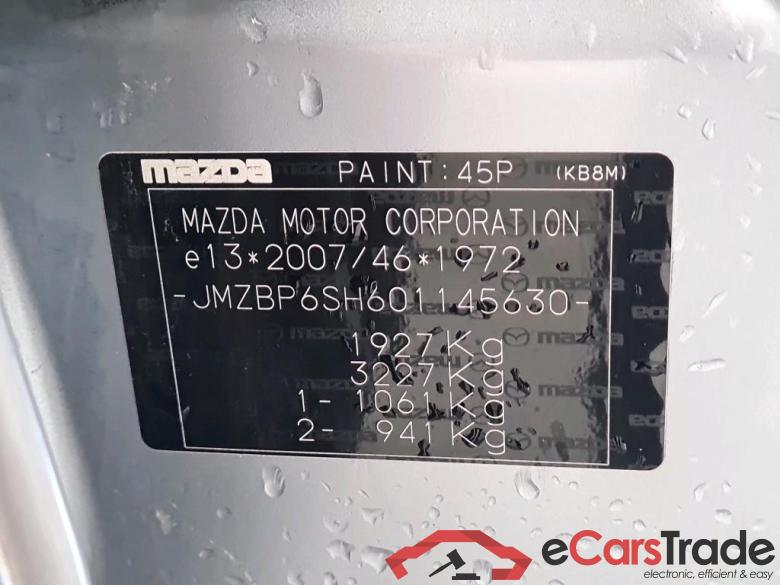 mazda PAINT:45P (KB8M)
MAZDA MOTOR CORPORATION
e13*2007/46*1972
-JMZBP6SH601145630-
1927Kg
3227Kg
1- 1061Kg
2- 941Kg
eCarsTrade
electronic, efficient & easy